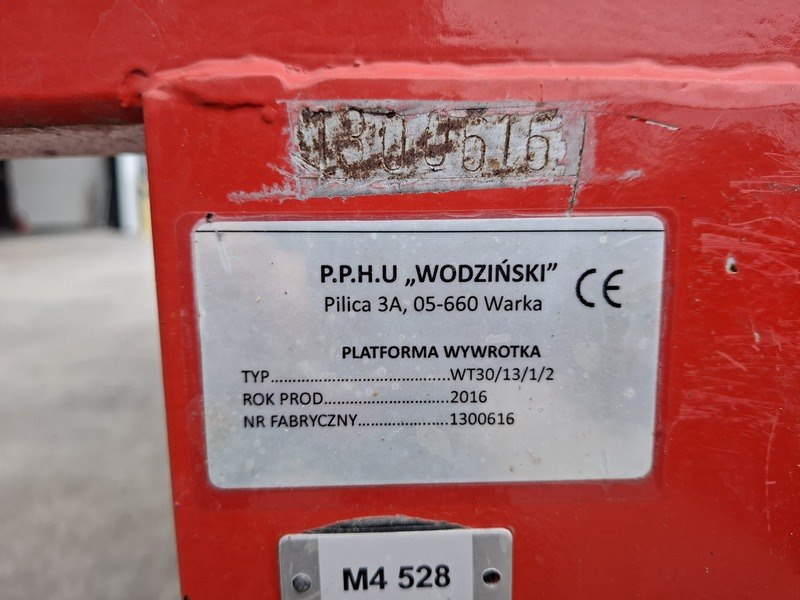 1300616
P.P.H.U „WODZIŃSKI”
Pilica 3A, 05-660 Warka
CE
PLATFORMA WYWROTKA
TYP..............................................WT30/13/1/2
ROK PROD................................2016
NR FABRYCZNY.......................1300616
M4 528